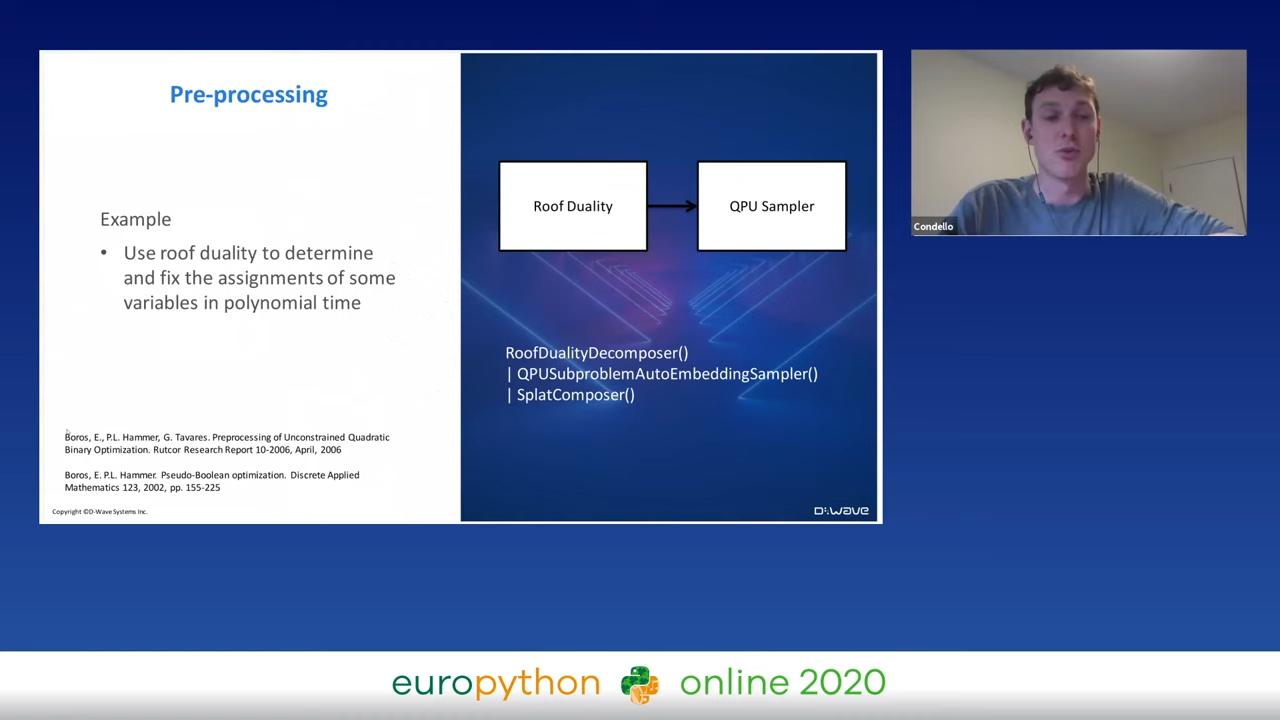 Pre-processing
Example
• Use roof duality to determine
and fix the assignments of some
variables in polynomial time
Boros, E., P.L. Hammer, G. Tavares. Preprocessing of Unconstrained Quadratic
Binary Optimization. Rutcor Research Report 10-2006, April, 2006
Boros, E. P.L. Hammer. Pseudo-Boolean optimization. Discrete Applied
Mathematics 123, 2002, pp. 155-225
Copyright ©D-Wave Systems Inc.
Roof Duality
QPU Sampler
RoofDualityDecomposer()
| QPUSubproblemAutoEmbeddingSampler()
| SplatComposer()
D:wave
Condello
europython online 2020